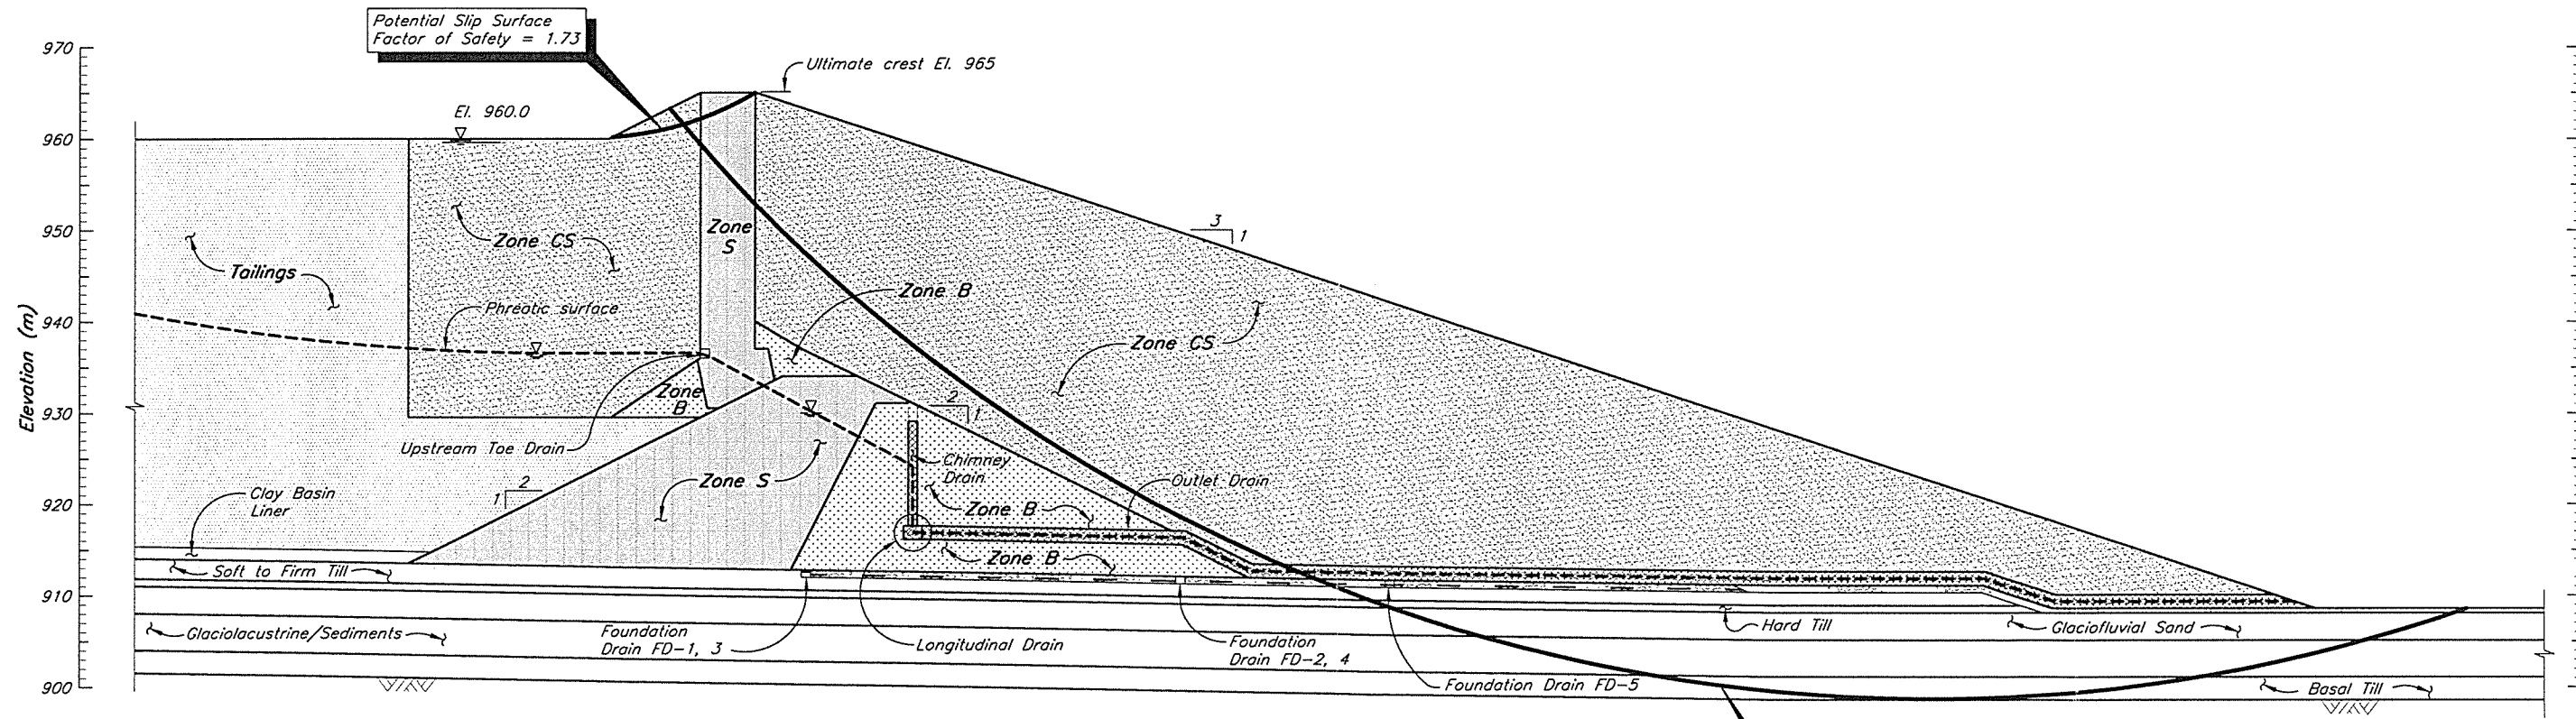 Potential Slip Surface
Factor of Safety = 1.73
970
960
950
940
930
920
910
900
Elevation (m)
El. 960.0
Ultimate crest El. 965
3
1
Zone CS
Zone
S
Tailings
Phreatic surface
Zone B
Zone CS
Zone
B
2
1
Upstream Toe Drain
Chimney
Drain
Zone S
2
1
Outlet Drain
Clay Basin
Liner
Zone B
Zone B
Soft to Firm Till
Glaciolacustrine/Sediments
Foundation
Drain FD-1, 3
Longitudinal Drain
Foundation
Drain FD-2, 4
Hard Till
Glaciofluvial Sand
Foundation Drain FD-5
Basal Till